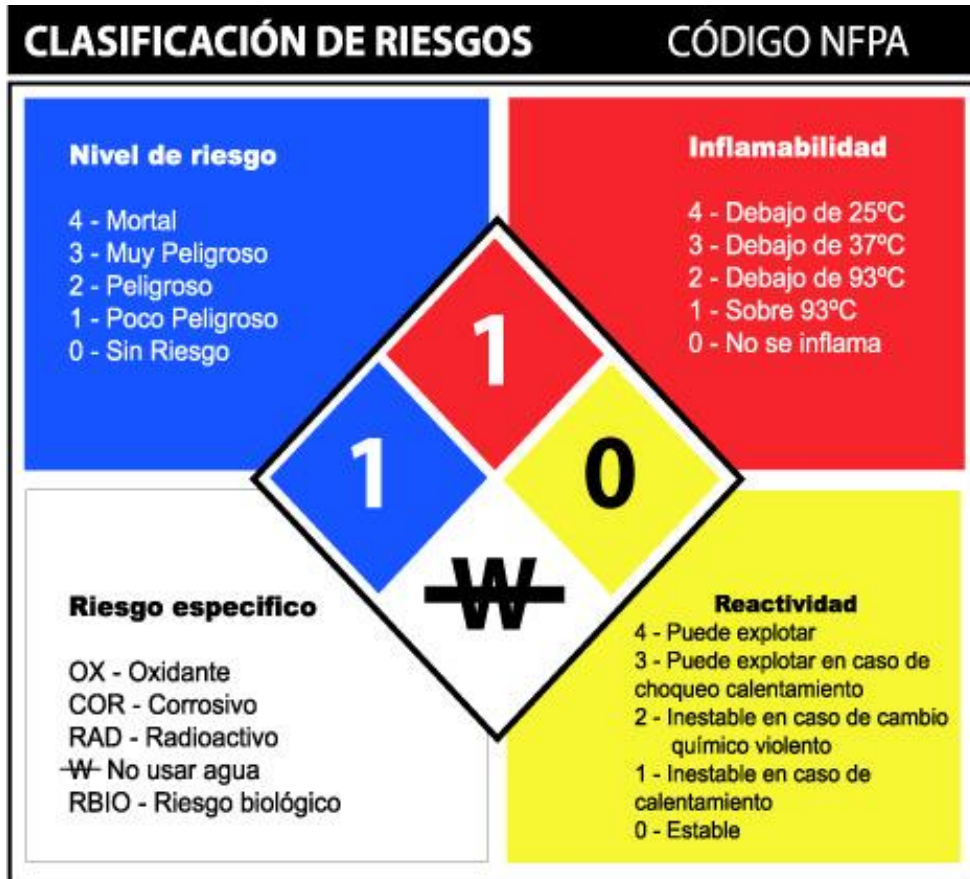 CLASIFICACIÓN DE RIESGOS CÓDIGO NFPA
Nivel de riesgo
4 - Mortal
3 - Muy Peligroso
2 - Peligroso
1 - Poco Peligroso
0 - Sin Riesgo
Inflamabilidad
4 - Debajo de 25ºC
3 - Debajo de 37ºC
2 - Debajo de 93ºC
1 - Sobre 93ºC
0 - No se inflama
1
1
0
W
Riesgo especifico
OX - Oxidante
COR - Corrosivo
RAD - Radioactivo
W No usar agua
RBIO - Riesgo biológico
Reactividad
4 - Puede explotar
3 - Puede explotar en caso de
choqueo calentamiento
2 - Inestable en caso de cambio
químico violento
1 - Inestable en caso de
calentamiento
0 - Estable